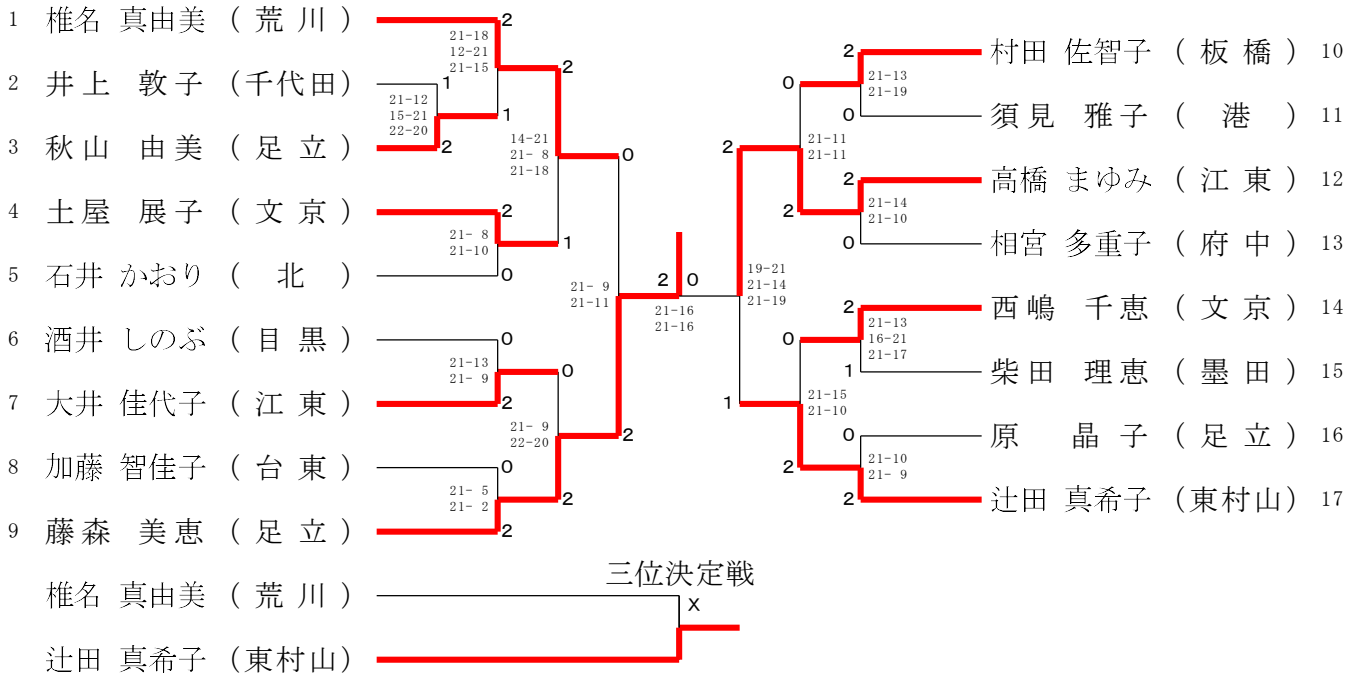 1 椎名 真由美 ( 荒 川 )
2
21-18
12-21
21-15
2
2 井 上 敦 子 (千代田)
1
21-12
15-21
22-20
1
3 秋 山 由 美 ( 足 立 )
2
14-21
21- 8
21-18
0
4 土 屋 展 子 ( 文 京 )
2
21- 8
21-10
1
5 石 井 かおり ( 北 )
0
21- 9
21-11
6 酒 井 しのぶ ( 目 黒 )
0
21-13
21- 9
0
7 大 井 佳代子 ( 江 東 )
2
21- 9
22-20
2
8 加藤 智佳子 ( 台 東 )
0
21- 5
21- 2
2
9 藤 森 美 恵 ( 足 立 )
2
2 0
21-16
21-16
2 村 田 佐智子 ( 板 橋 ) 10
0
21-13
21-19
0 須 見 雅 子 ( 港 ) 11
2
21-11
21-11
2 高 橋 まゆみ ( 江 東 ) 12
2
21-14
21-10
0 相宮 多重子 ( 府 中 ) 13
19-21
21-14
21-19
2 西 嶋 千 恵 ( 文 京 ) 14
0
21-13
16-21
21-17
1 柴 田 理 恵 ( 墨 田 ) 15
1
21-15
21-10
0 原 晶 子 ( 足 立 ) 16
2
21-10
21- 9
2 辻田 真希子 (東村山) 17
三位決定戦
椎名 真由美 ( 荒 川 )
X
辻田 真希子 (東村山)